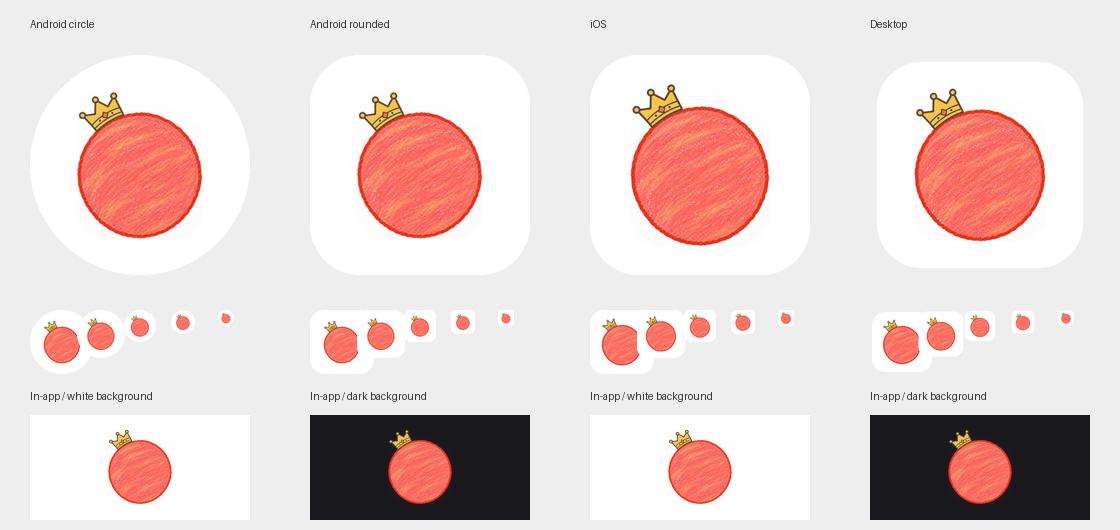 Android circle
Android rounded
iOS
Desktop
In-app / white background
In-app / dark background
In-app / white background
In-app / dark background